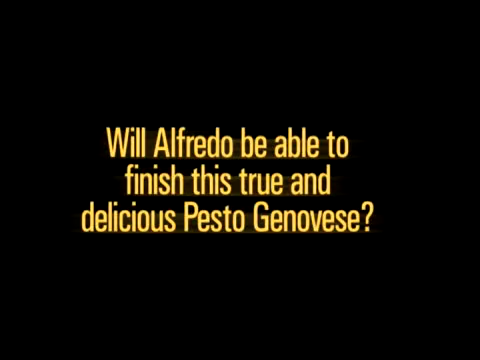 Will Alfredo be able to
finish this true and
delicious Pesto Genovese?